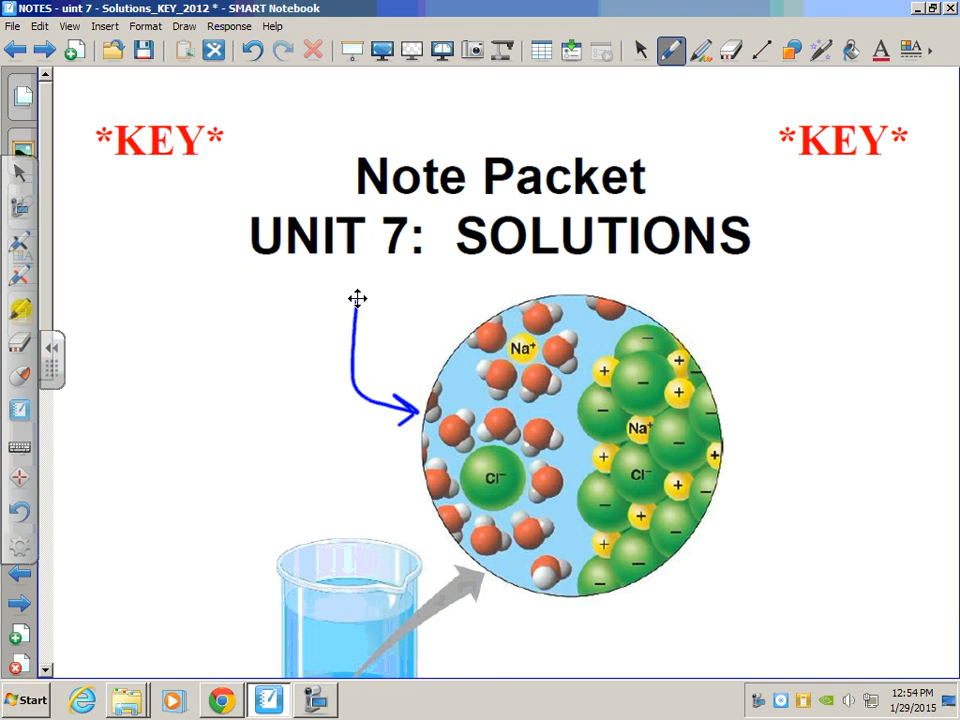 NOTES - uint 7 - Solutions_KEY_2012 * - SMART Notebook
File Edit View Insert Format Draw Response Help
*KEY* *KEY*
Note Packet
UNIT 7: SOLUTIONS
Na⁺
− + + − + − −
Na⁺ −
+ +
Cl⁻ Cl⁻
+ −
− +
−
+ −
−
Start
12:54 PM
1/29/2015